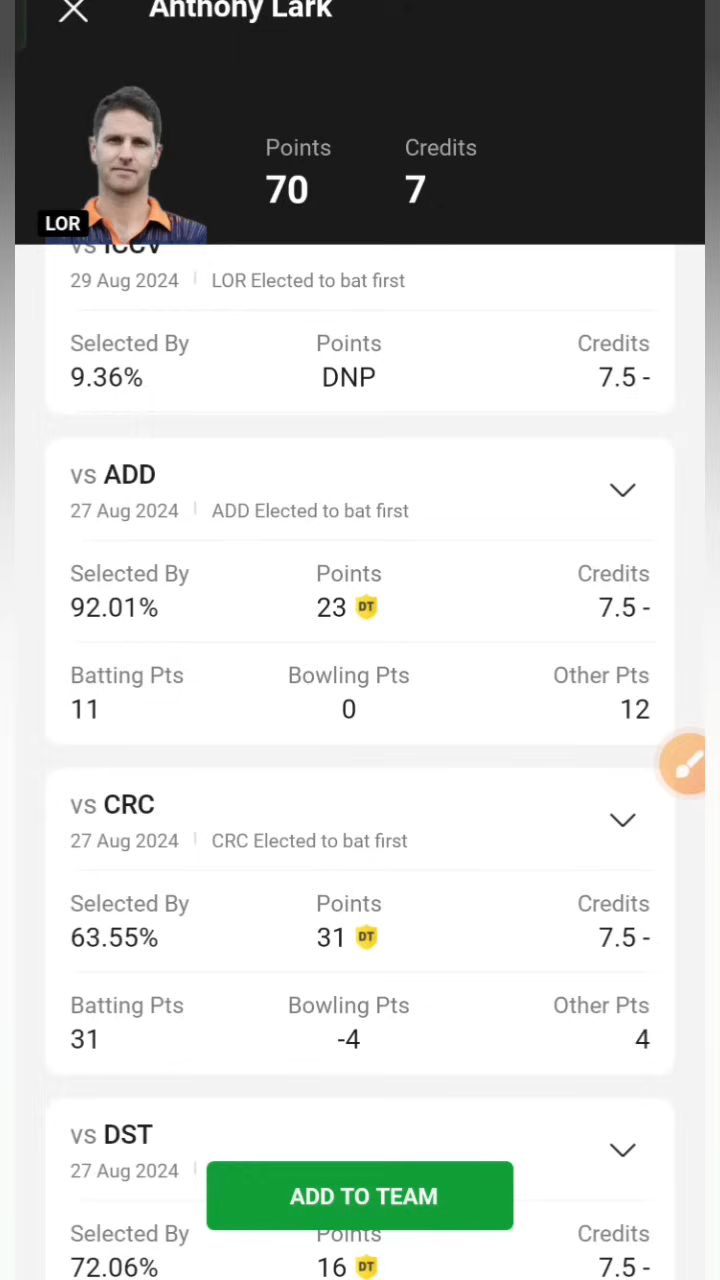 Anthony Lark
Points Credits
70 7
LOR
vs ICCV
29 Aug 2024 LOR Elected to bat first
Selected By Points Credits
9.36% DNP 7.5 -
vs ADD
27 Aug 2024 ADD Elected to bat first
Selected By Points Credits
92.01% 23 DT 7.5 -
Batting Pts Bowling Pts Other Pts
11 0 12
vs CRC
27 Aug 2024 CRC Elected to bat first
Selected By Points Credits
63.55% 31 DT 7.5 -
Batting Pts Bowling Pts Other Pts
31 -4 4
vs DST
27 Aug 2024
ADD TO TEAM
Selected By Points Credits
72.06% 16 DT 7.5 -